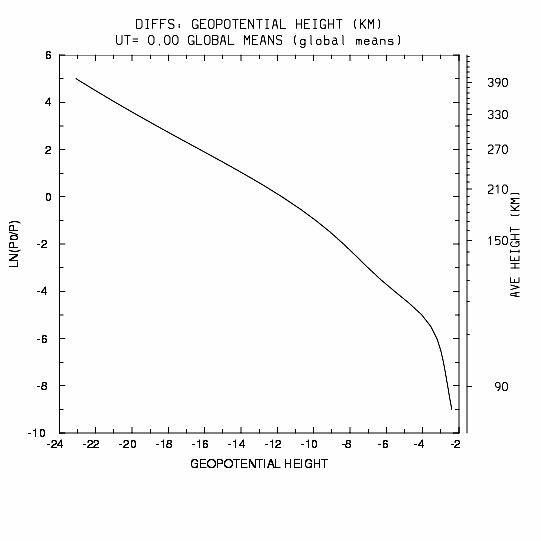 DIFFS: GEOPOTENTIAL HEIGHT (KM)
UT= 0.00 GLOBAL MEANS (global means)
6
4
2
0
-2
-4
-6
-8
-10
LN(P0/P)
-24 -22 -20 -18 -16 -14 -12 -10 -8 -6 -4 -2
GEOPOTENTIAL HEIGHT
390
330
270
210
150
90
AVE HEIGHT (KM)